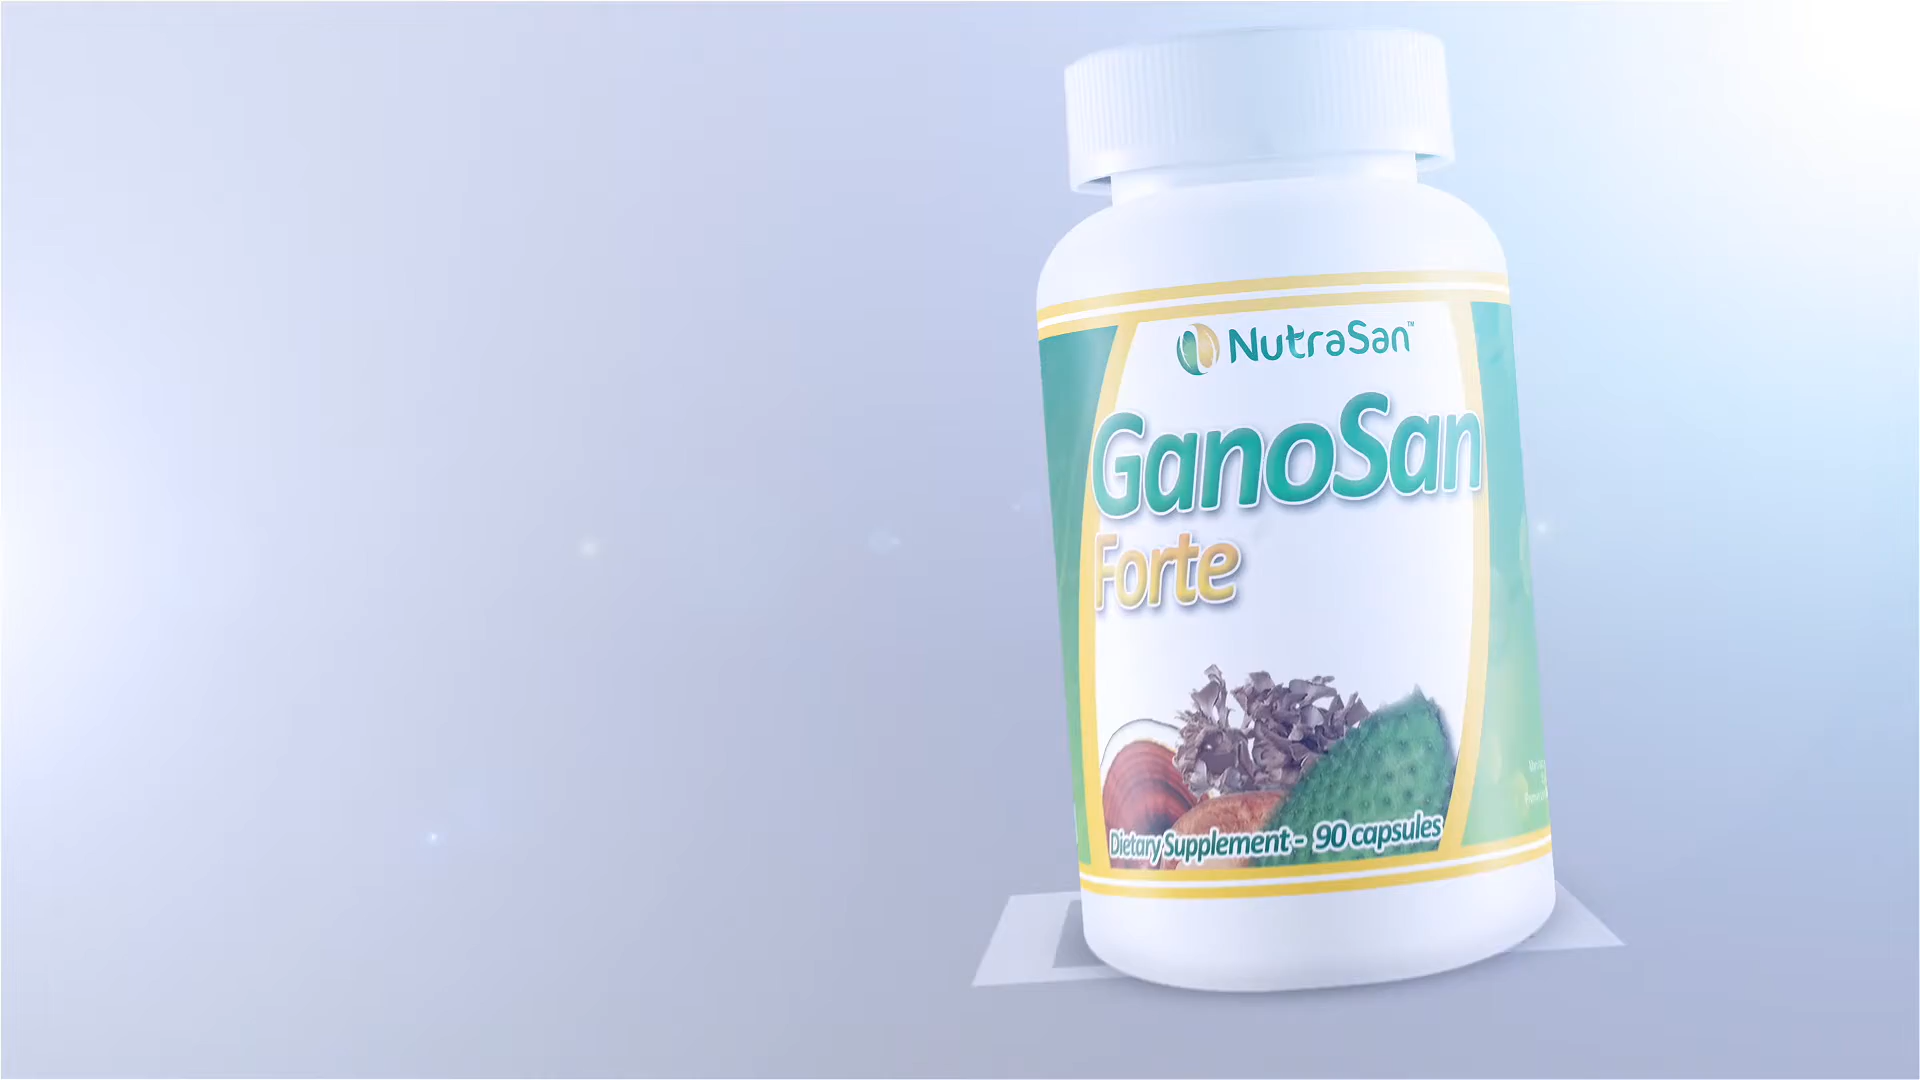 NutraSan™
GanoSan
Forte
Dietary Supplement - 90 capsules